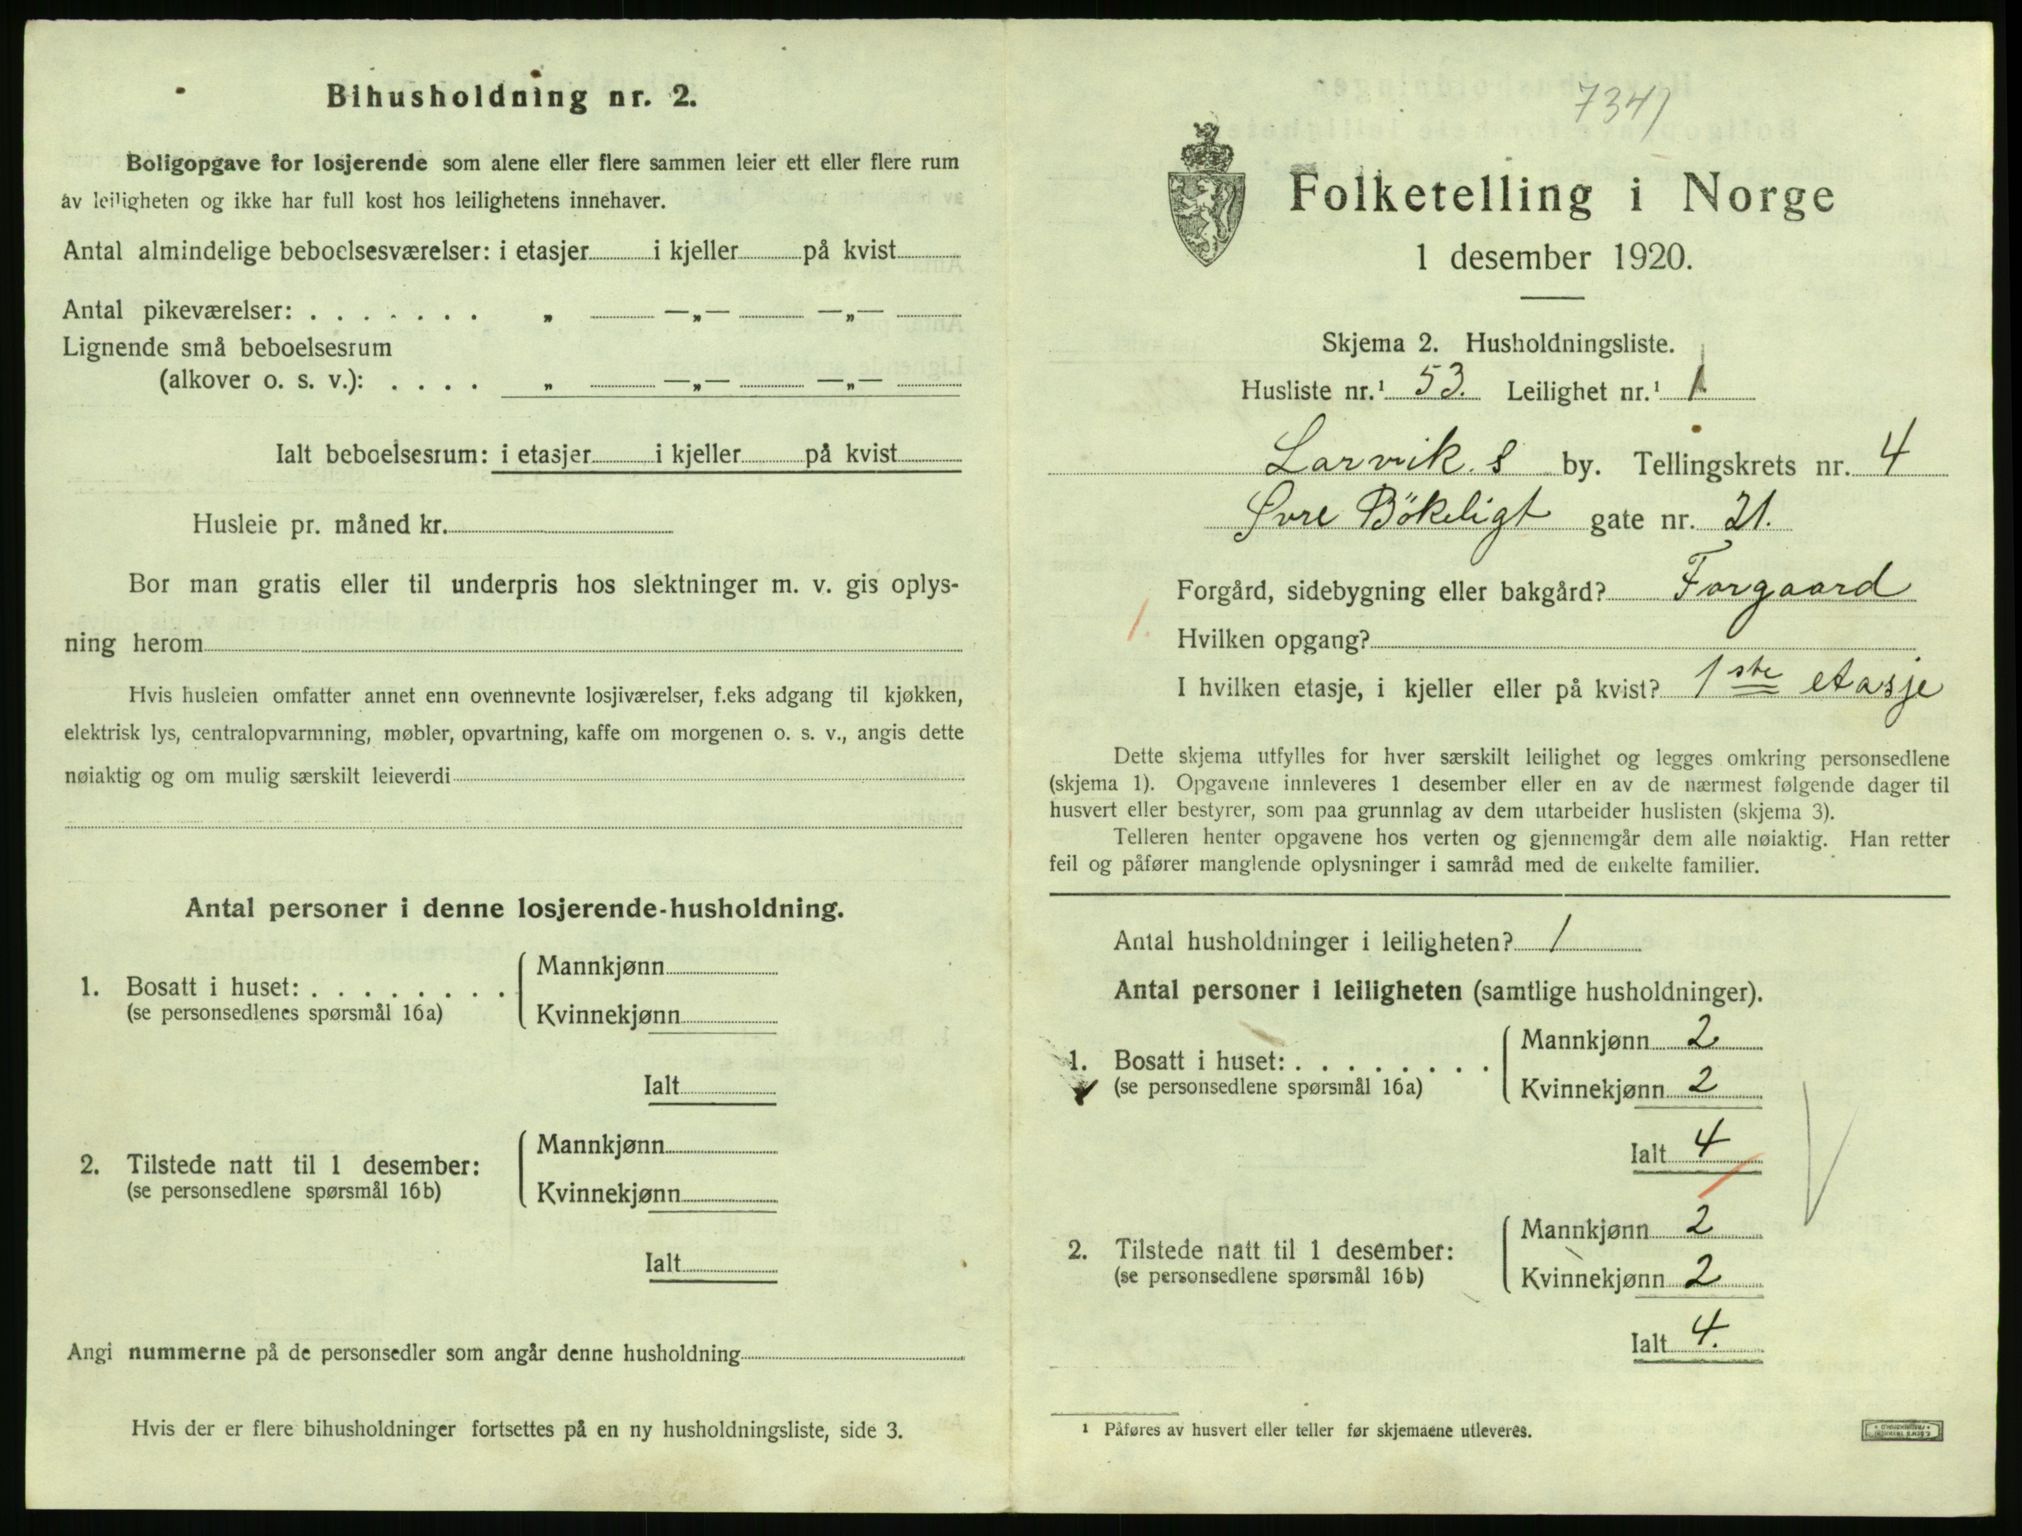 Bihusholdning nr. 2.
Boligopgave for losjerende som alene eller flere sammen leier ett eller flere rum
av leiligheten og ikke har full kost hos leilighetens innehaver.
Antal almindelige beboelsesværelser: i etasjer i kjeller på kvist
Antal pikeværelser: . . . . . . . „ —„— —„—
Lignende små beboelsesrum
(alkover o. s. v.): . . . . „ —„— —„—
Ialt beboelsesrum: i etasjer i kjeller på kvist
Husleie pr. måned kr.
Bor man gratis eller til underpris hos slektninger m. v. gis oplys-
ning herom
Hvis husleien omfatter annet enn ovennevnte losjiværelser, f.eks adgang til kjøkken,
elektrisk lys, centralopvarmning, møbler, opvartning, kaffe om morgenen o. s. v., angis dette
nøiaktig og om mulig særskilt leieverdi
Antal personer i denne losjerende-husholdning.
1. Bosatt i huset: . . . . . . . .
(se personsedlenes spørsmål 16a)
Mannkjønn
Kvinnekjønn
Ialt
2. Tilstede natt til 1 desember:
(se personsedlene spørsmål 16b)
Mannkjønn
Kvinnekjønn
Ialt
Angi nummerne på de personsedler som angår denne husholdning
Hvis der er flere bihusholdninger fortsettes på en ny husholdningsliste, side 3.
7341
Folketelling i Norge
1 desember 1920.
Skjema 2. Husholdningsliste.
Husliste nr.¹ 53. Leilighet nr.¹ 1
Larvik s by. Tellingskrets nr. 4
Øvre Bökeligt gate nr. 21.
Forgård, sidebygning eller bakgård? Forgaard
1.
Hvilken opgang?
I hvilken etasje, i kjeller eller på kvist? 1ste etasje
Dette skjema utfylles for hver særskilt leilighet og legges omkring personsedlene
(skjema 1). Opgavene innleveres 1 desember eller en av de nærmest følgende dager til
husvert eller bestyrer, som paa grunnlag av dem utarbeider huslisten (skjema 3).
Telleren henter opgavene hos verten og gjennemgår dem alle nøiaktig. Han retter
feil og påfører manglende oplysninger i samråd med de enkelte familier.
Antal husholdninger i leiligheten? 1
Antal personer i leiligheten (samtlige husholdninger).
1. Bosatt i huset: . . . . . . . .
(se personsedlene spørsmål 16a)
Mannkjønn 2
Kvinnekjønn 2
Ialt 4
2. Tilstede natt til 1 desember:
(se personsedlene spørsmål 16b)
Mannkjønn 2
Kvinnekjønn 2
Ialt 4.
¹ Påføres av husvert eller teller før skjemaene utleveres.